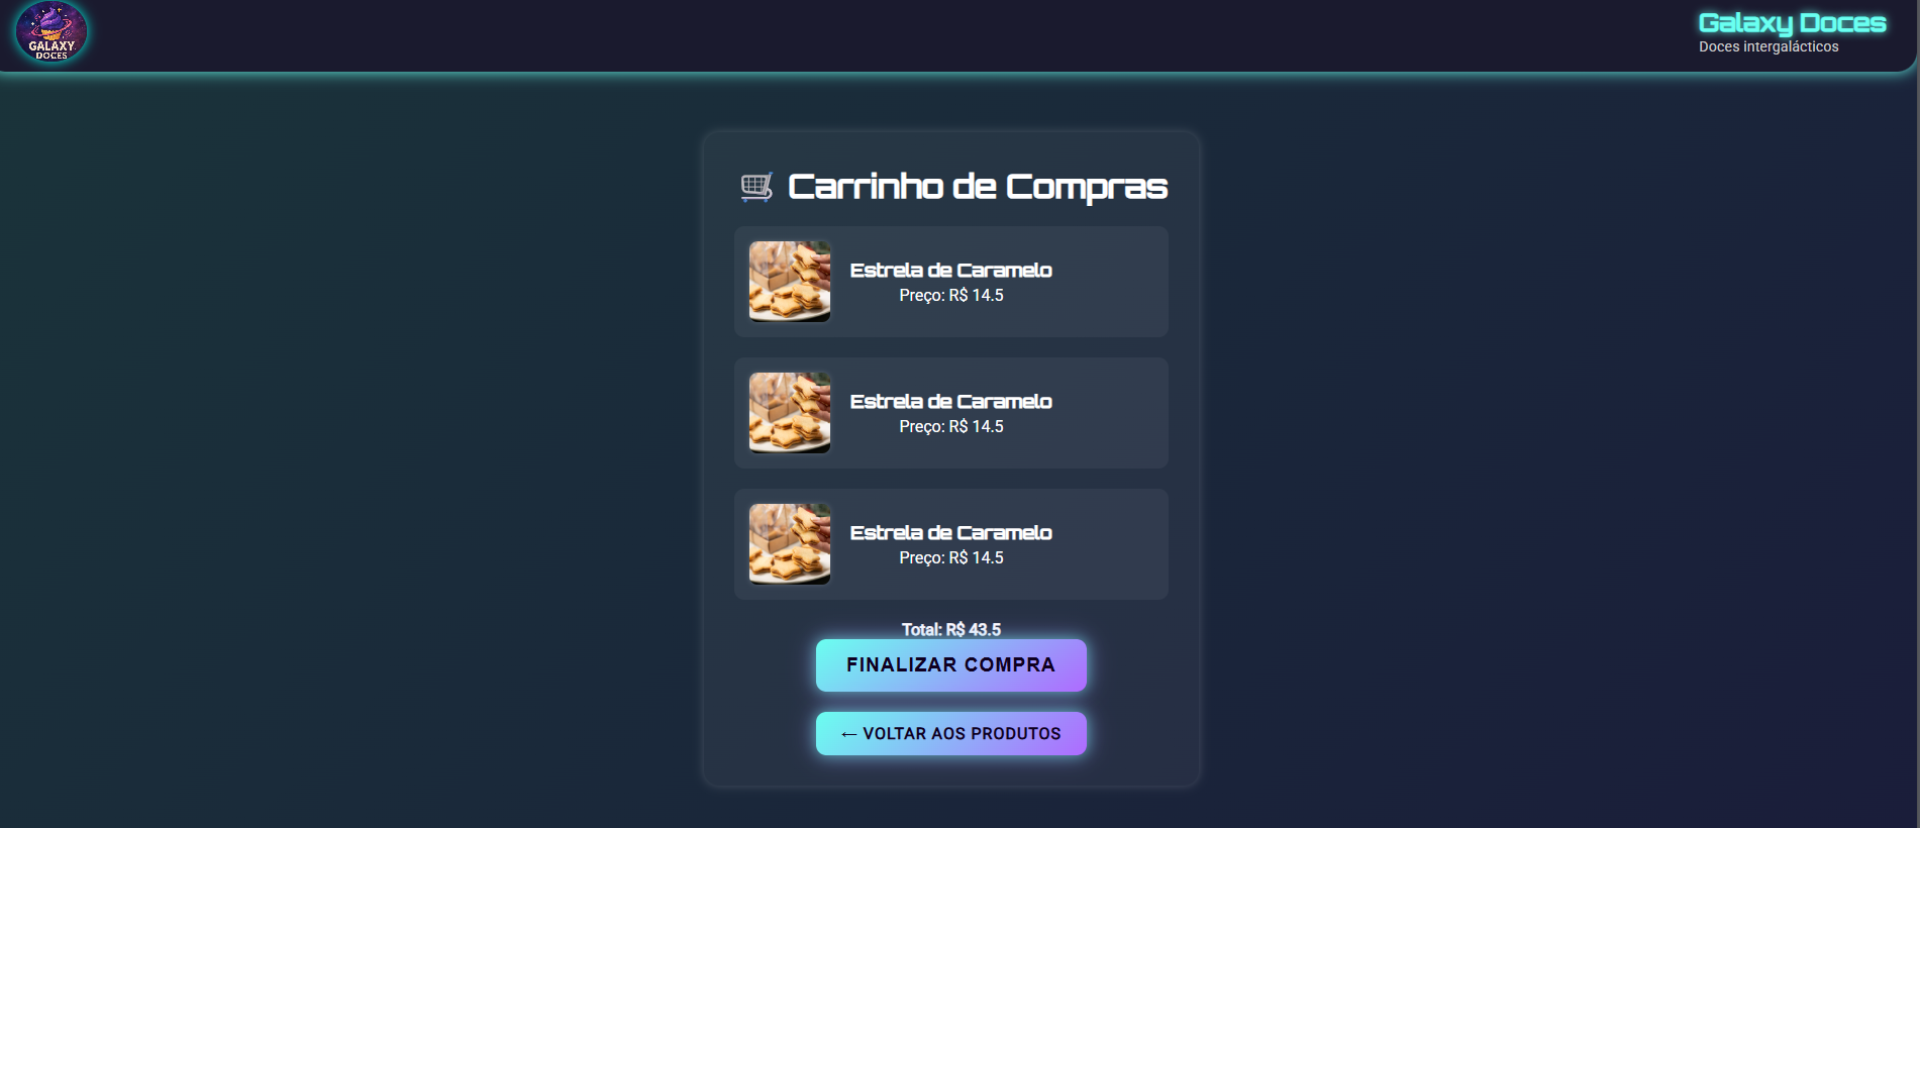 GALAXY
DOCES
Galaxy Doces
Doces intergalácticos
Carrinho de Compras
Estrela de Caramelo
Preço: R$ 14.5
Estrela de Caramelo
Preço: R$ 14.5
Estrela de Caramelo
Preço: R$ 14.5
Total: R$ 43.5
FINALIZAR COMPRA
← VOLTAR AOS PRODUTOS